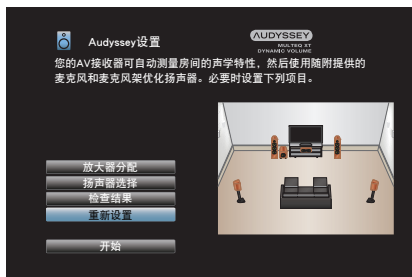 Audyssey设置
AUDYSSEY
MULTEQ XT
DYNAMIC VOLUME
您的AV接收器可自动测量房间的声学特性，然后使用随附提供的
麦克风和麦克风架优化扬声器。必要时设置下列项目。
放大器分配
扬声器选择
检查结果
重新设置
开始